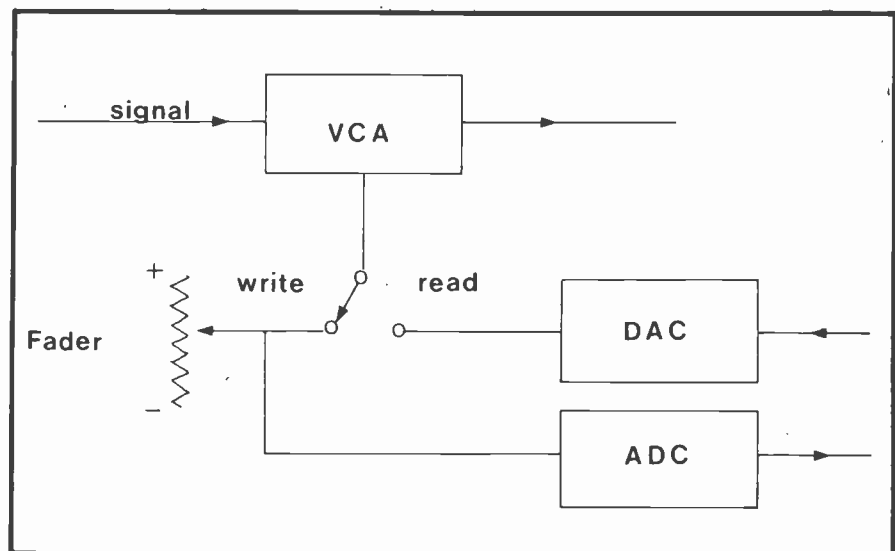 signal
VCA
+
write
read
Fader
DAC
−
ADC